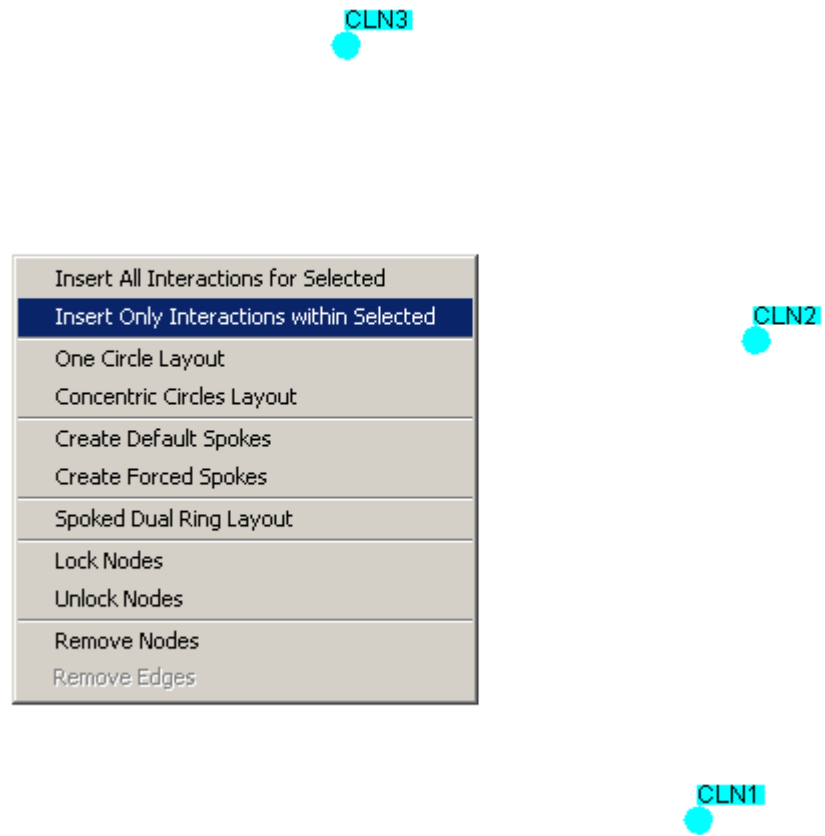 CLN3
Insert All Interactions for Selected
Insert Only Interactions within Selected
CLN2
One Circle Layout
Concentric Circles Layout
Create Default Spokes
Create Forced Spokes
Spoked Dual Ring Layout
Lock Nodes
Unlock Nodes
Remove Nodes
Remove Edges
CLN1